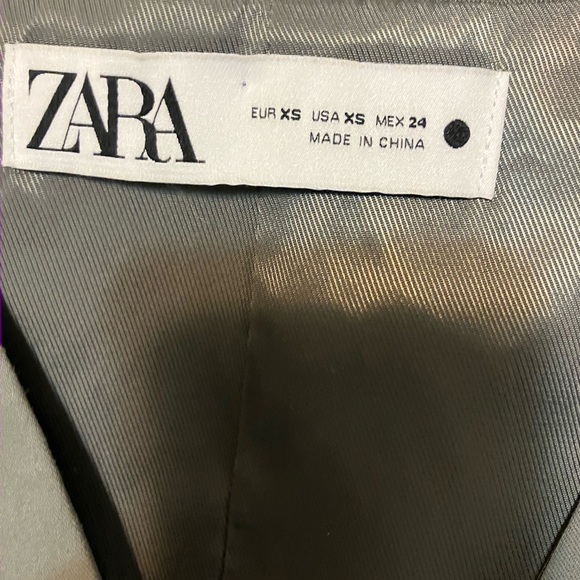 ZARA
EUR XS USA XS MEX 24
MADE IN CHINA